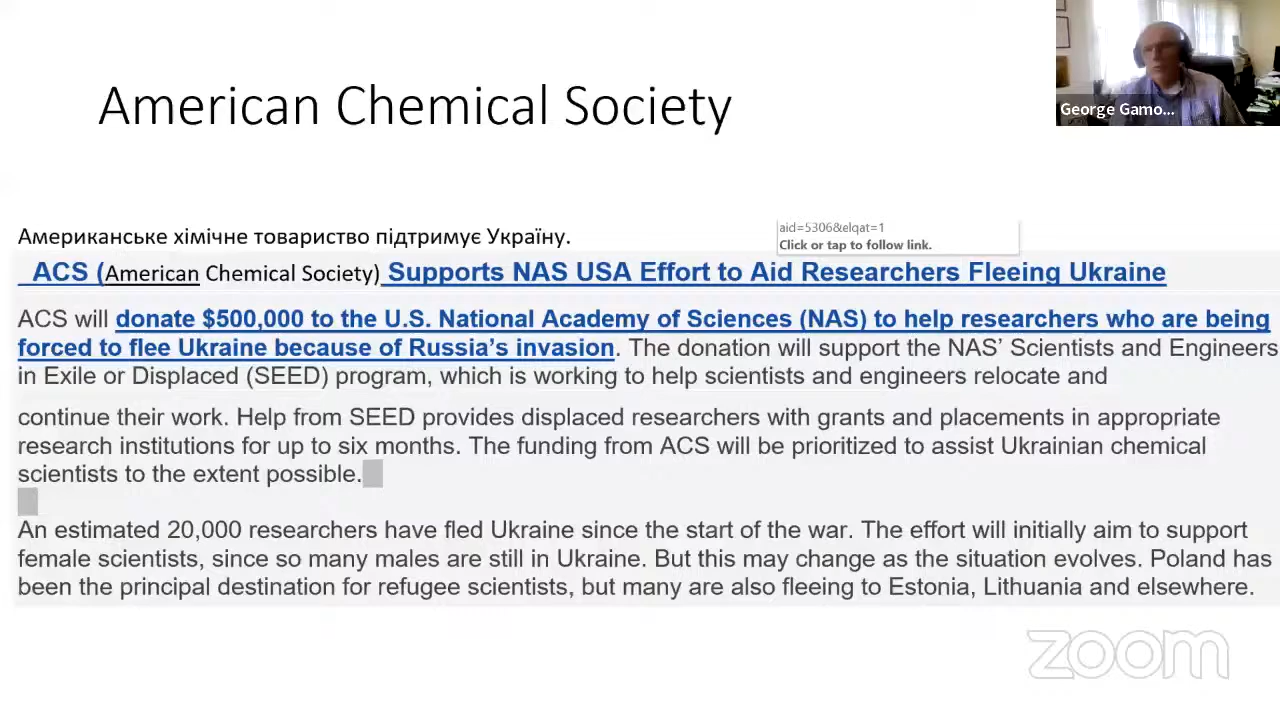 American Chemical Society
George Gamo...
Американське хімічне товариство підтримує Україну.
aid=5306&elqat=1
Click or tap to follow link.
ACS (American Chemical Society) Supports NAS USA Effort to Aid Researchers Fleeing Ukraine
ACS will donate $500,000 to the U.S. National Academy of Sciences (NAS) to help researchers who are being
forced to flee Ukraine because of Russia’s invasion. The donation will support the NAS’ Scientists and Engineers
in Exile or Displaced (SEED) program, which is working to help scientists and engineers relocate and
continue their work. Help from SEED provides displaced researchers with grants and placements in appropriate
research institutions for up to six months. The funding from ACS will be prioritized to assist Ukrainian chemical
scientists to the extent possible.
An estimated 20,000 researchers have fled Ukraine since the start of the war. The effort will initially aim to support
female scientists, since so many males are still in Ukraine. But this may change as the situation evolves. Poland has
been the principal destination for refugee scientists, but many are also fleeing to Estonia, Lithuania and elsewhere.
zoom